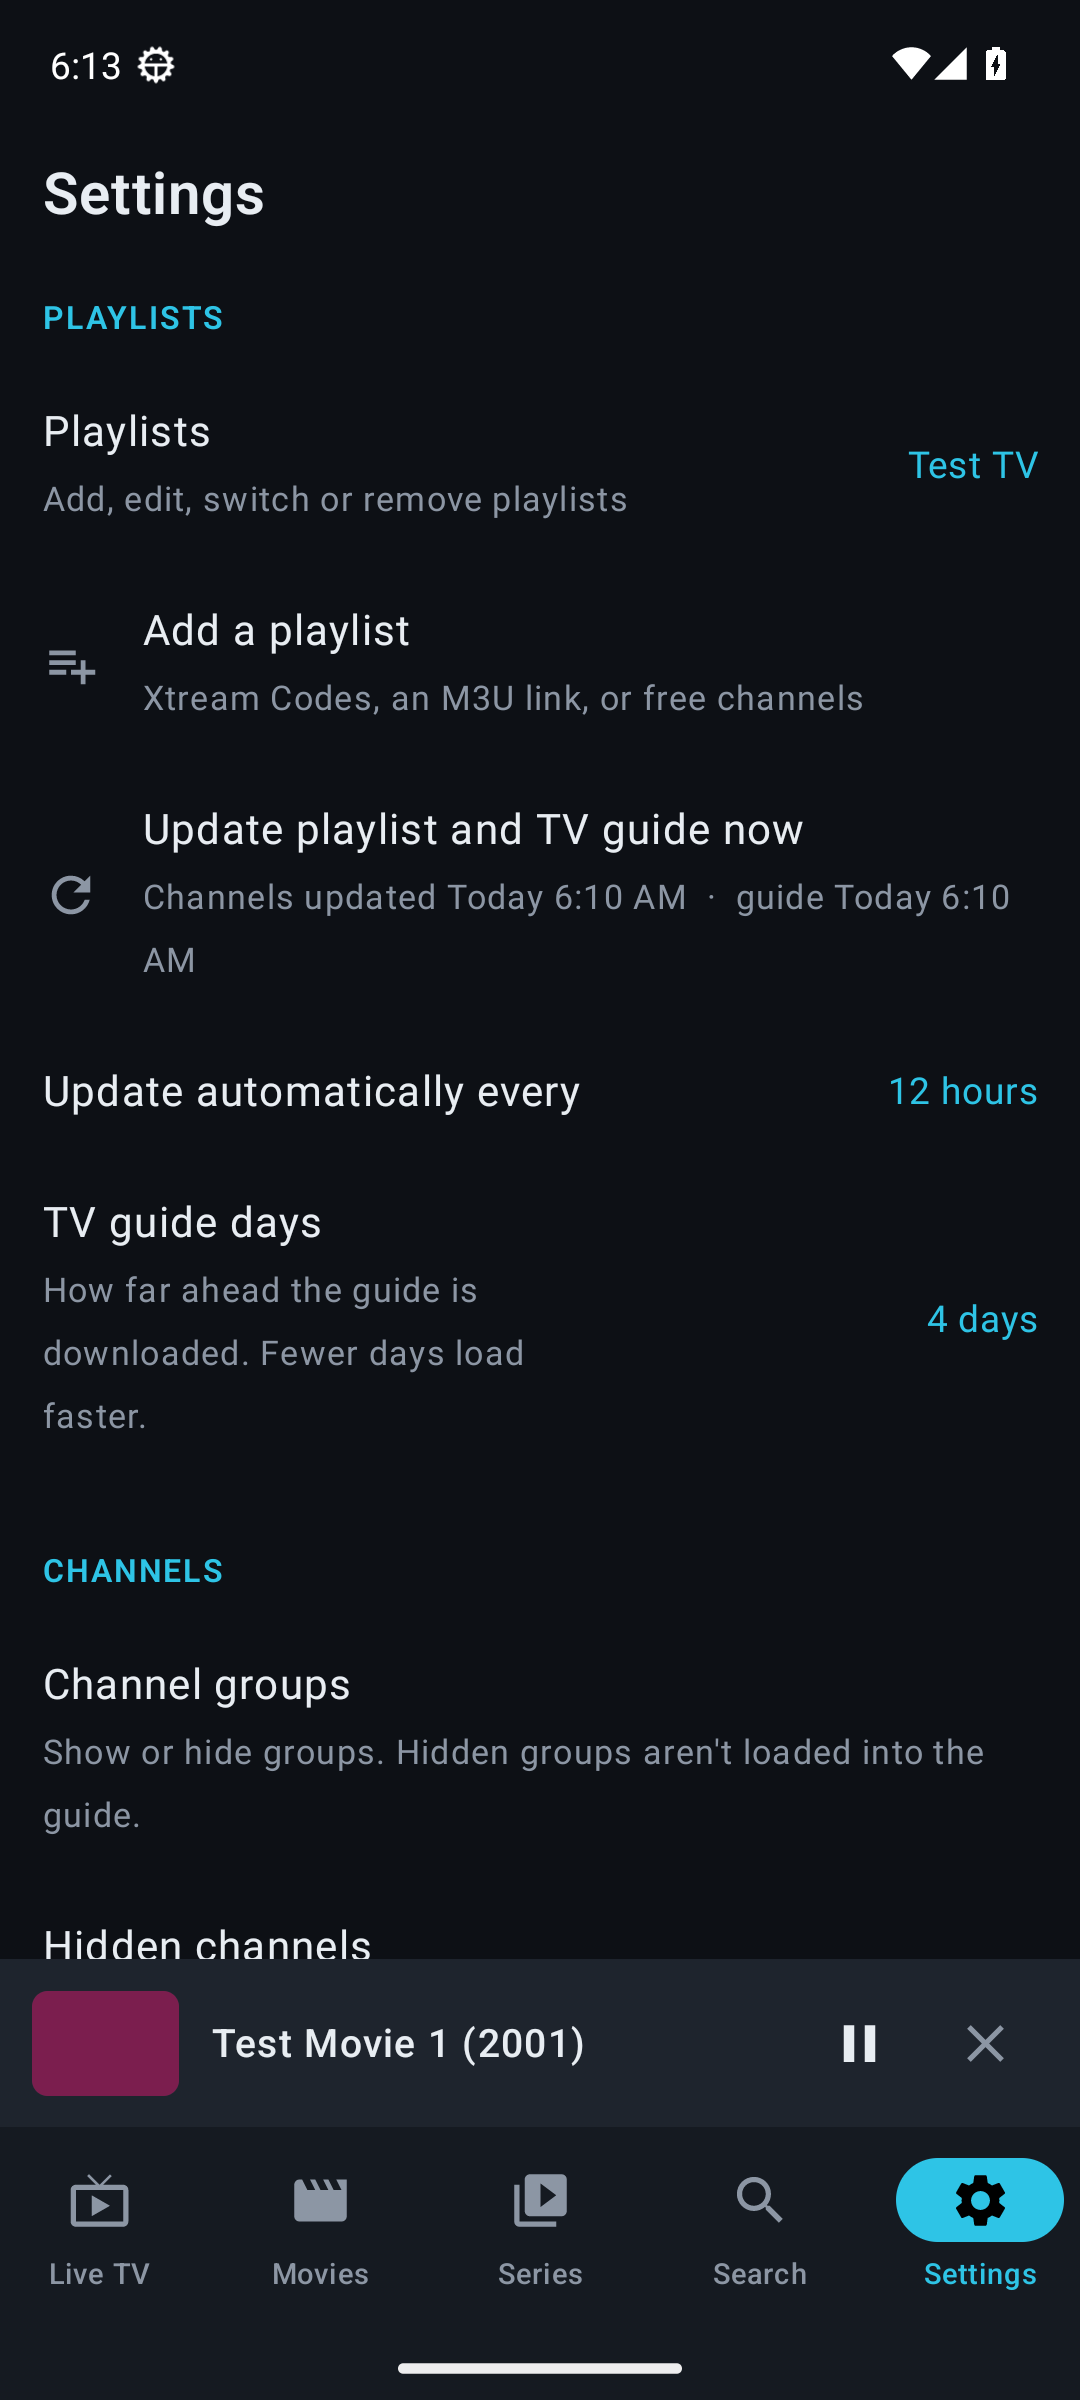 6:13
Settings
PLAYLISTS
Playlists
Add, edit, switch or remove playlists
Test TV
Add a playlist
Xtream Codes, an M3U link, or free channels
Update playlist and TV guide now
Channels updated Today 6:10 AM · guide Today 6:10
AM
Update automatically every
12 hours
TV guide days
How far ahead the guide is
downloaded. Fewer days load
faster.
4 days
CHANNELS
Channel groups
Show or hide groups. Hidden groups aren't loaded into the
guide.
Hidden channels
Test Movie 1 (2001)
Live TV
Movies
Series
Search
Settings